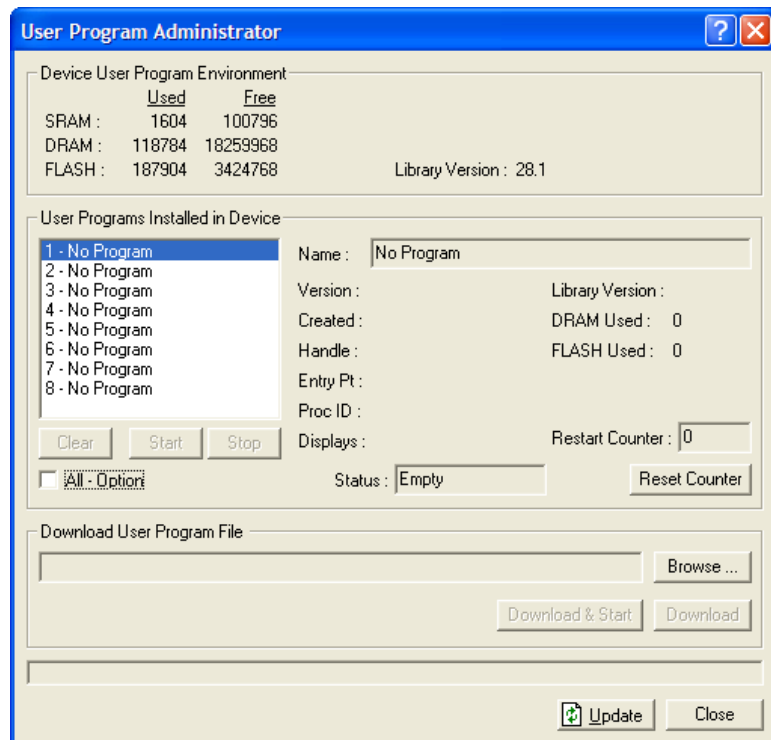 User Program Administrator
Device User Program Environment
Used Free
SRAM : 1604 100796
DRAM : 118784 18259968
FLASH : 187904 3424768 Library Version : 28.1
User Programs Installed in Device
1 - No Program
2 - No Program
3 - No Program
4 - No Program
5 - No Program
6 - No Program
7 - No Program
8 - No Program
Name : No Program
Version : Library Version :
Created : DRAM Used : 0
Handle : FLASH Used : 0
Entry Pt :
Proc ID :
Displays : Restart Counter : 0
Clear Start Stop
All - Option
Status : Empty Reset Counter
Download User Program File
Browse ...
Download & Start Download
Update Close